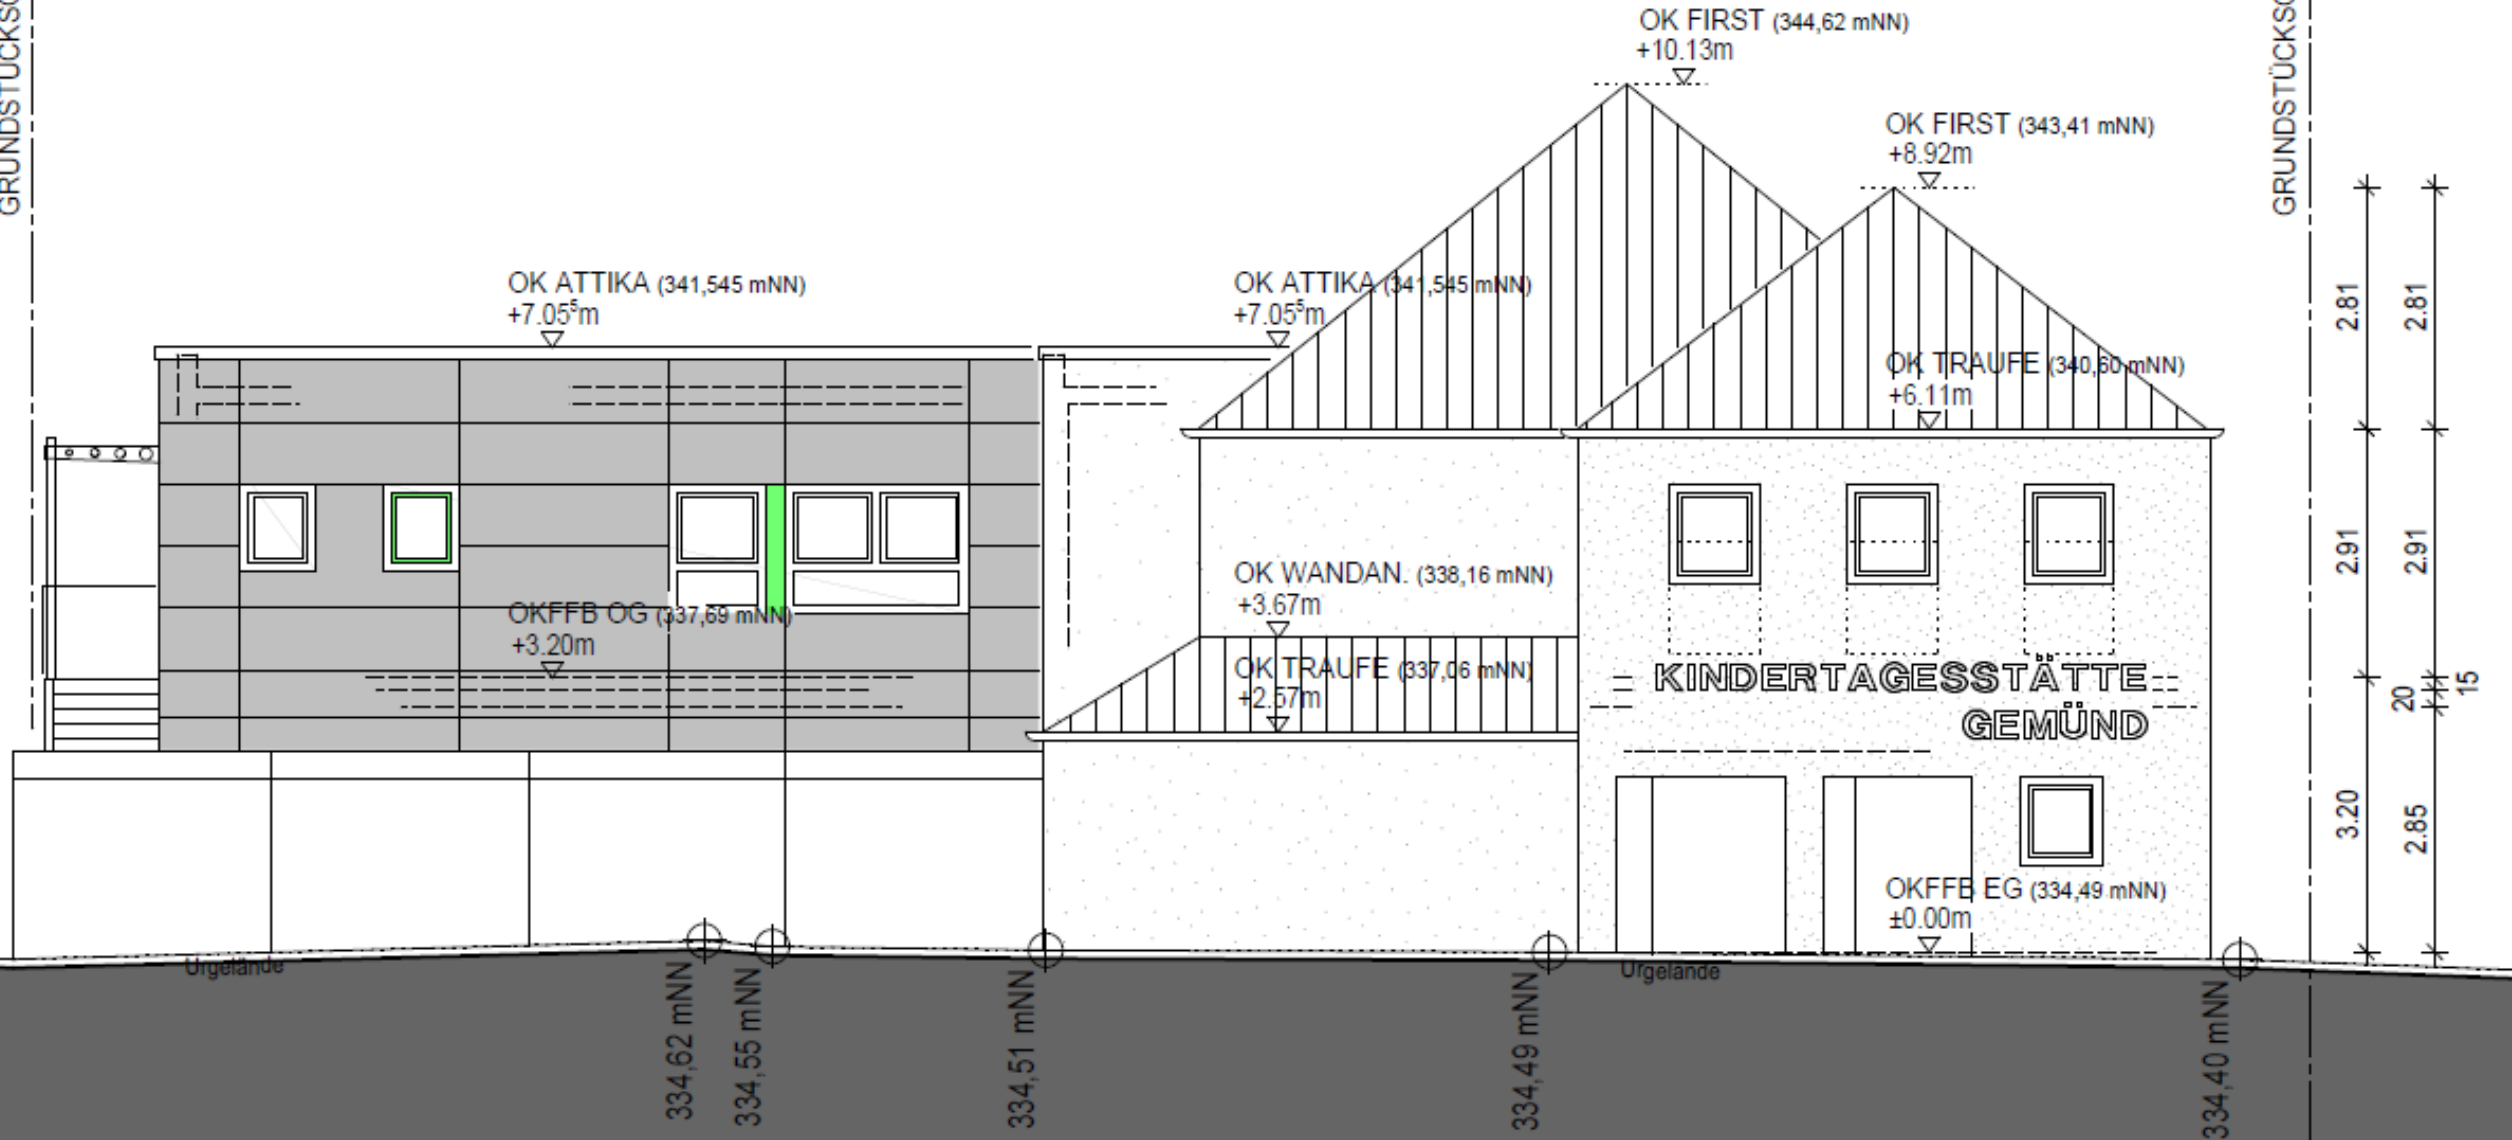 GRUNDSTÜCKSG
OK FIRST (344,62 mNN)
+10.13m
GRUNDSTÜCKSG
OK FIRST (343,41 mNN)
+8.92m
OK ATTIKA (341,545 mNN)
+7.05⁵m
OK ATTIKA (341,545 mNN)
+7.05⁵m
2.81
2.81
OK TRAUFE (340,60 mNN)
+6.11m
2.91
2.91
OK WANDAN. (338,16 mNN)
+3.67m
OKFFB OG (337,69 mNN)
+3.20m
OK TRAUFE (337,06 mNN)
+2.57m
KINDERTAGESSTÄTTE
GEMÜND
20
15
3.20
2.85
OKFFB EG (334,49 mNN)
±0.00m
Urgelände
Urgelände
334,62 mNN
334,55 mNN
334,51 mNN
334,49 mNN
334,40 mNN